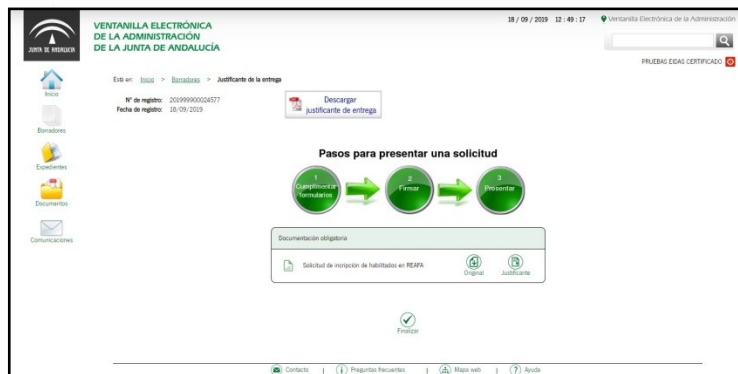 JUNTA DE ANDALUCIA
VENTANILLA ELECTRÓNICA
DE LA ADMINISTRACIÓN
DE LA JUNTA DE ANDALUCÍA
18 / 09 / 2019 12 : 49 : 17
Ventanilla Electrónica de la Administración
PRUEBAS EIDAS CERTIFICADO
Inicio
Borradores
Expedientes
Documentos
Comunicaciones
Está en: Inicio > Borradores > Justificante de la entrega
Nº de registro: 201999900024577
Fecha de registro: 18/09/2019
Descargar
justificante de entrega
Pasos para presentar una solicitud
1
Cumplimentar
formularios
2
Firmar
3
Presentar
Documentación obligatoria
Solicitud de incripción de habilitados en REAFA
Original
Justificante
Finalizar
Contacto | Preguntas frecuentes | Mapa web | Ayuda